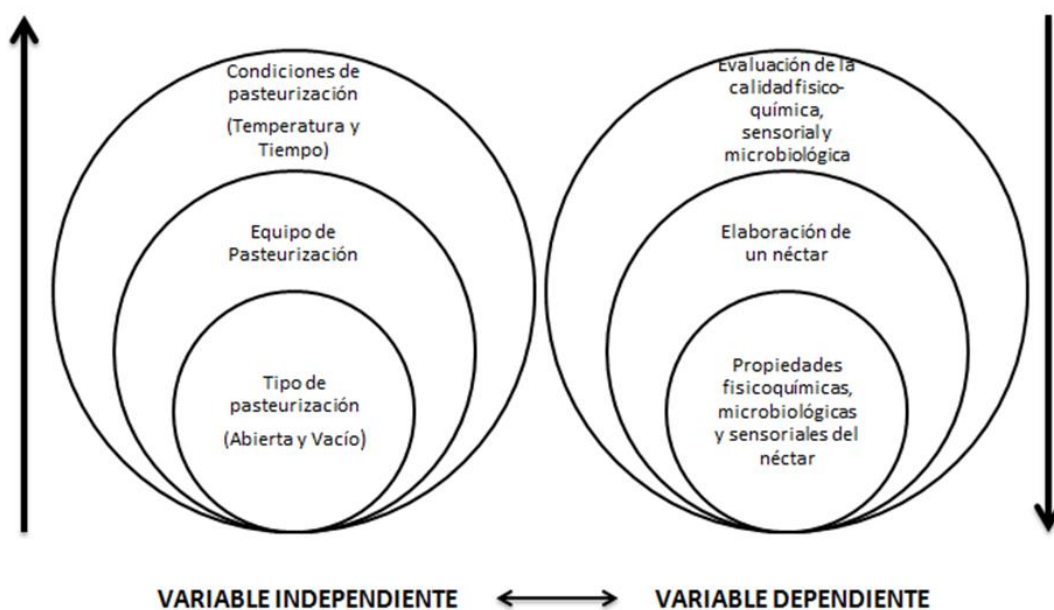 Condiciones de
pasteurización
(Temperatura y
Tiempo)
Equipo de
Pasteurización
Tipo de
pasteurización
(Abierta y Vacío)
Evaluación de la
calidad fisico-
química,
sensorial y
microbiológica
Elaboración de
un néctar
Propiedades
fisicoquímicas,
microbiológicas
y sensoriales del
néctar
VARIABLE INDEPENDIENTE
VARIABLE DEPENDIENTE